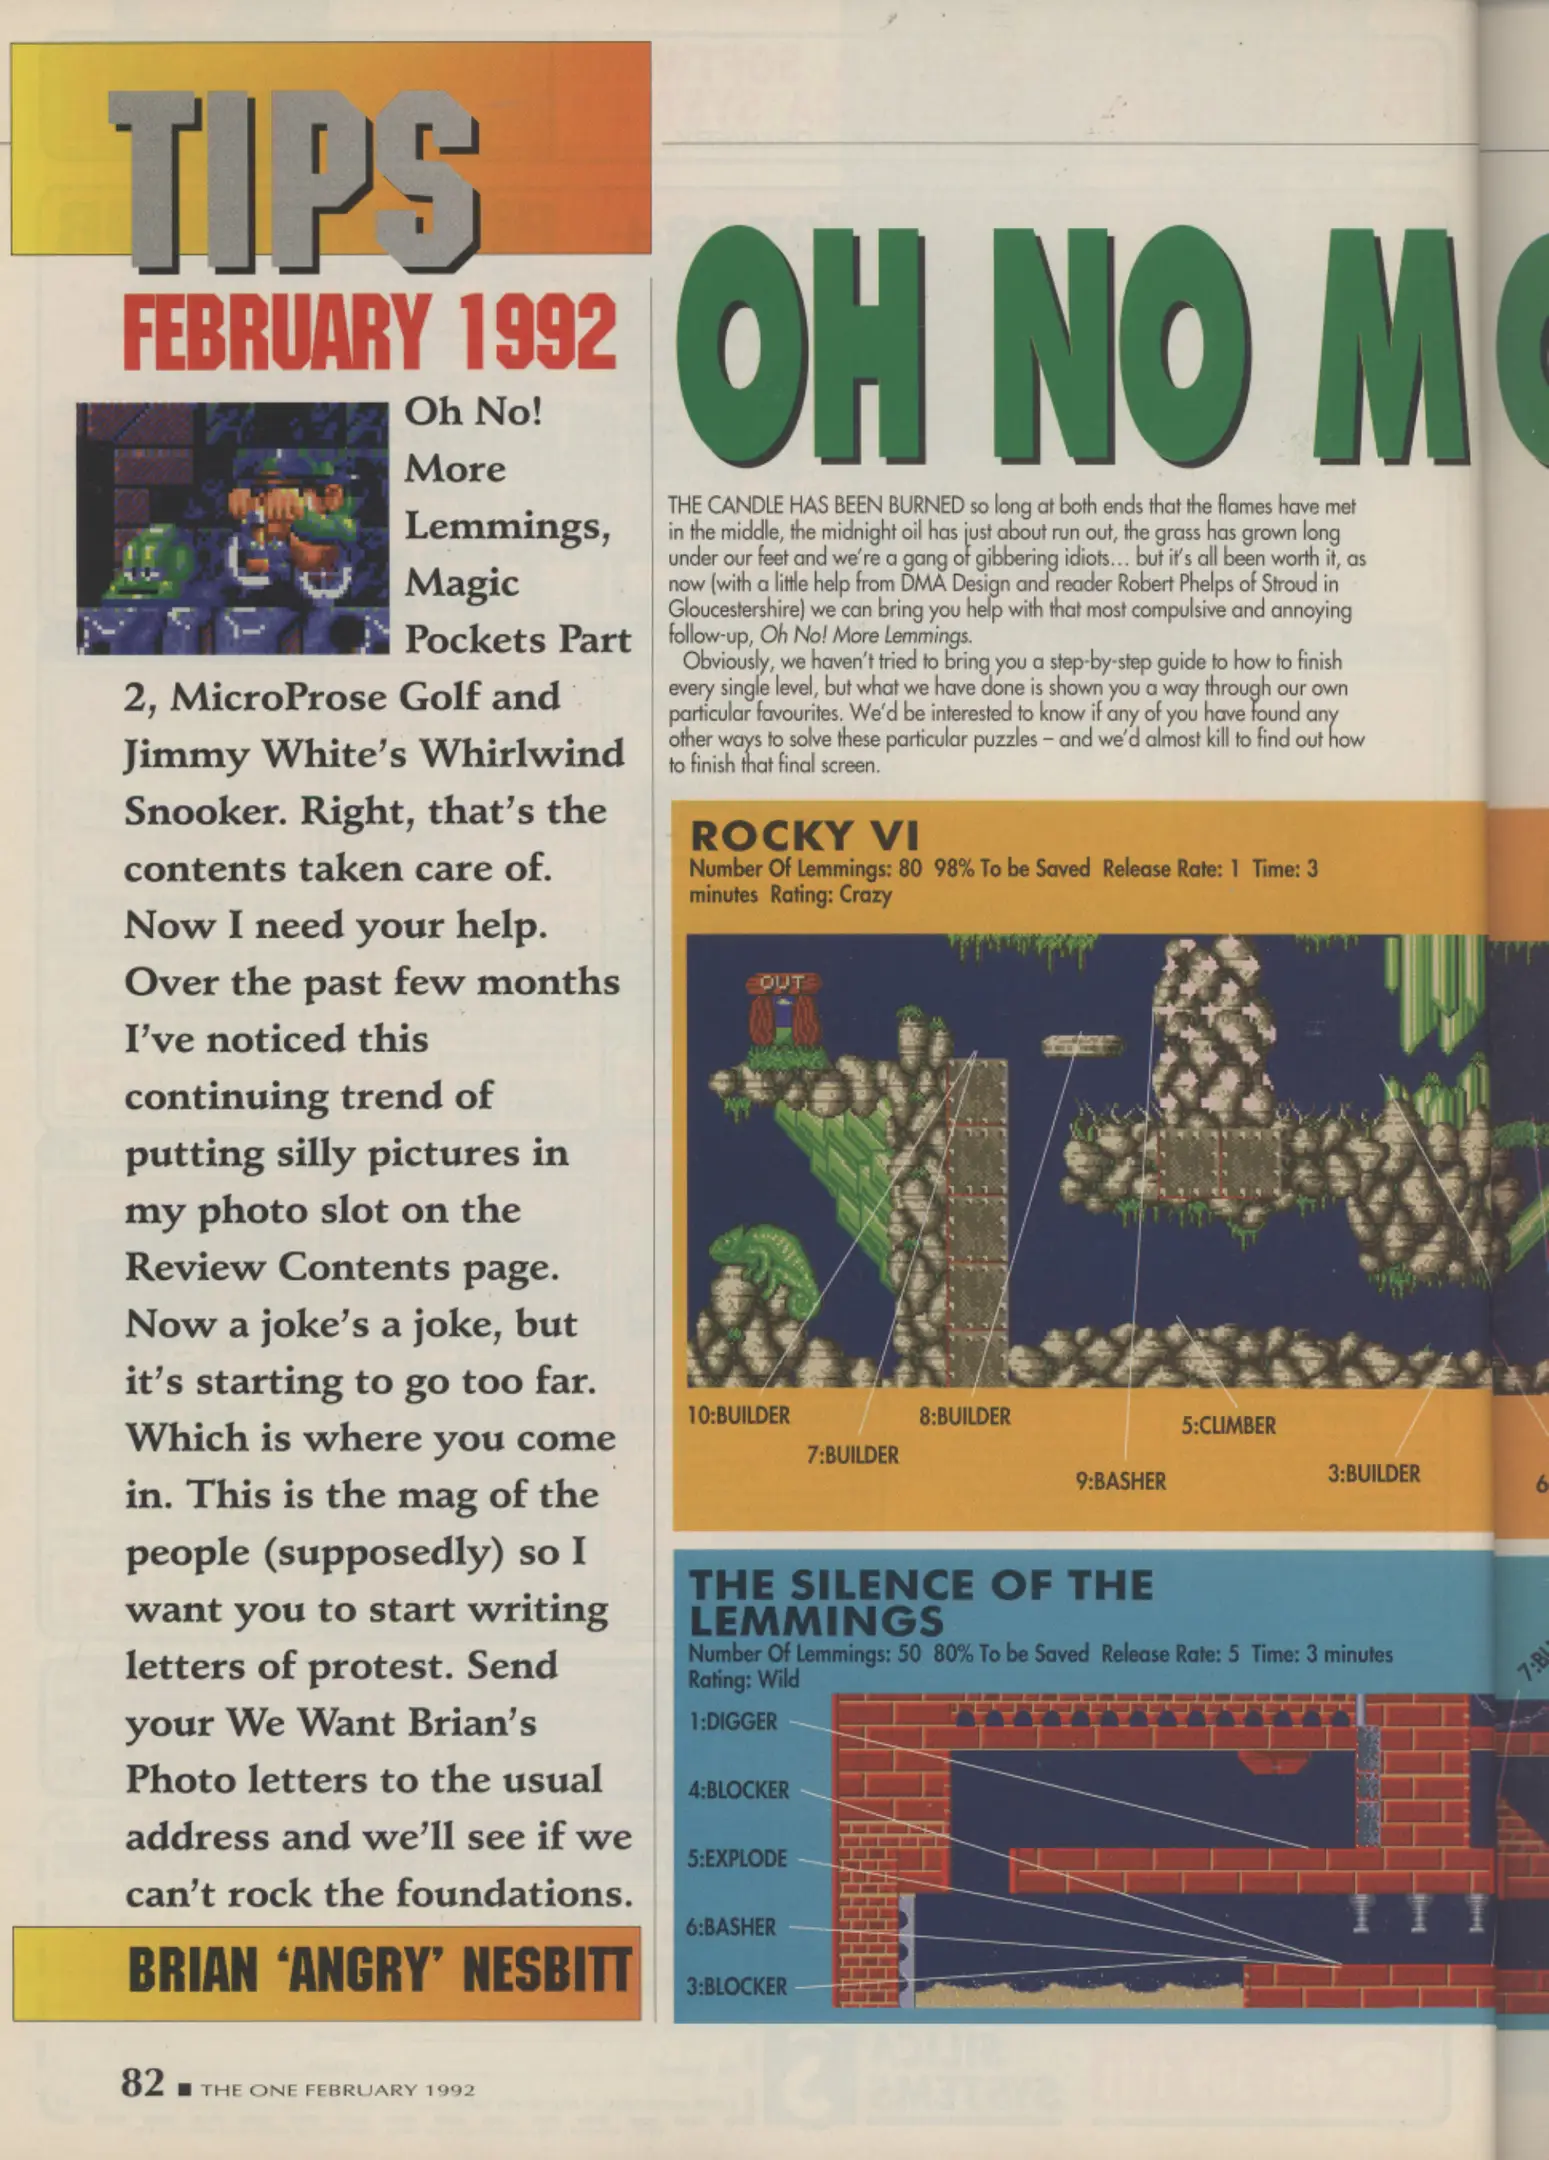 TIPS
FEBRUARY 1992
Oh No!
More
Lemmings,
Magic
Pockets Part
2, MicroProse Golf and
Jimmy White's Whirlwind
Snooker. Right, that's the
contents taken care of.
Now I need your help.
Over the past few months
I've noticed this
continuing trend of
putting silly pictures in
my photo slot on the
Review Contents page.
Now a joke's a joke, but
it's starting to go too far.
Which is where you come
in. This is the mag of the
people (supposedly) so I
want you to start writing
letters of protest. Send
your We Want Brian's
Photo letters to the usual
address and we'll see if we
can't rock the foundations.
BRIAN 'ANGRY' NESBITT
82 ■ THE ONE FEBRUARY 1992
OH NO M
THE CANDLE HAS BEEN BURNED so long at both ends that the flames have met
in the middle, the midnight oil has just about run out, the grass has grown long
under our feet and we're a gang of gibbering idiots... but it's all been worth it, as
now (with a little help from DMA Design and reader Robert Phelps of Stroud in
Gloucestershire) we can bring you help with that most compulsive and annoying
follow-up, Oh No! More Lemmings.
Obviously, we haven't tried to bring you a step-by-step guide to how to finish
every single level, but what we have done is shown you a way through our own
particular favourites. We'd be interested to know if any of you have found any
other ways to solve these particular puzzles – and we'd almost kill to find out how
to finish that final screen.
ROCKY VI
Number Of Lemmings: 80 98% To be Saved Release Rate: 1 Time: 3
minutes Rating: Crazy
OUT
10:BUILDER
7:BUILDER
8:BUILDER
9:BASHER
5:CLIMBER
3:BUILDER
6
THE SILENCE OF THE
LEMMINGS
Number Of Lemmings: 50 80% To be Saved Release Rate: 5 Time: 3 minutes
Rating: Wild
1:DIGGER
4:BLOCKER
5:EXPLODE
6:BASHER
3:BLOCKER
7:BU